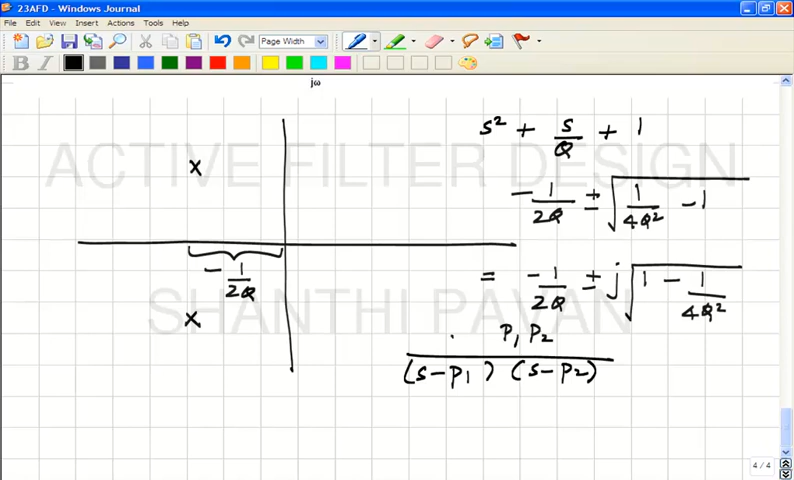 23AFD - Windows Journal
File Edit View Insert Actions Tools Help
Page Width
B I
jω
ACTIVE FILTER DESIGN
SHANTHI PAVAN
x
x
- 1/2Q
s² + s/Q + 1
- 1/2Q ± √(1/4Q² - 1)
= - 1/2Q ± j√(1 - 1/4Q²)
P₁ P₂
(s - P₁) (s - P₂)
4 / 4